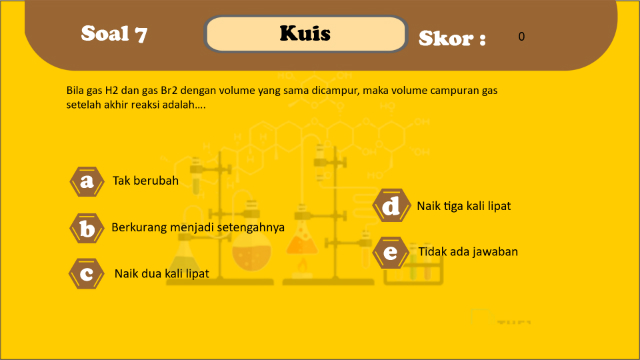 Soal 7
Kuis
Skor :
0
Bila gas H2 dan gas Br2 dengan volume yang sama dicampur, maka volume campuran gas
setelah akhir reaksi adalah....
a Tak berubah
b Berkurang menjadi setengahnya
c Naik dua kali lipat
d Naik tiga kali lipat
e Tidak ada jawaban